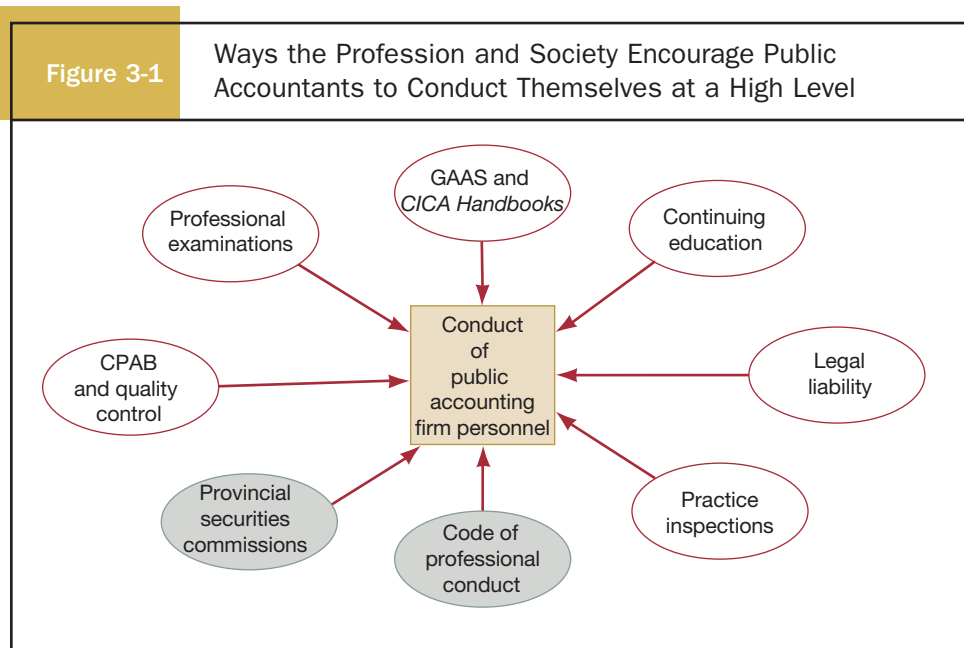 Figure 3-1
Ways the Profession and Society Encourage Public
Accountants to Conduct Themselves at a High Level
GAAS and
CICA Handbooks
Professional
examinations
Continuing
education
Conduct
of
public
accounting
firm personnel
CPAB
and quality
control
Legal
liability
Provincial
securities
commissions
Code of
professional
conduct
Practice
inspections